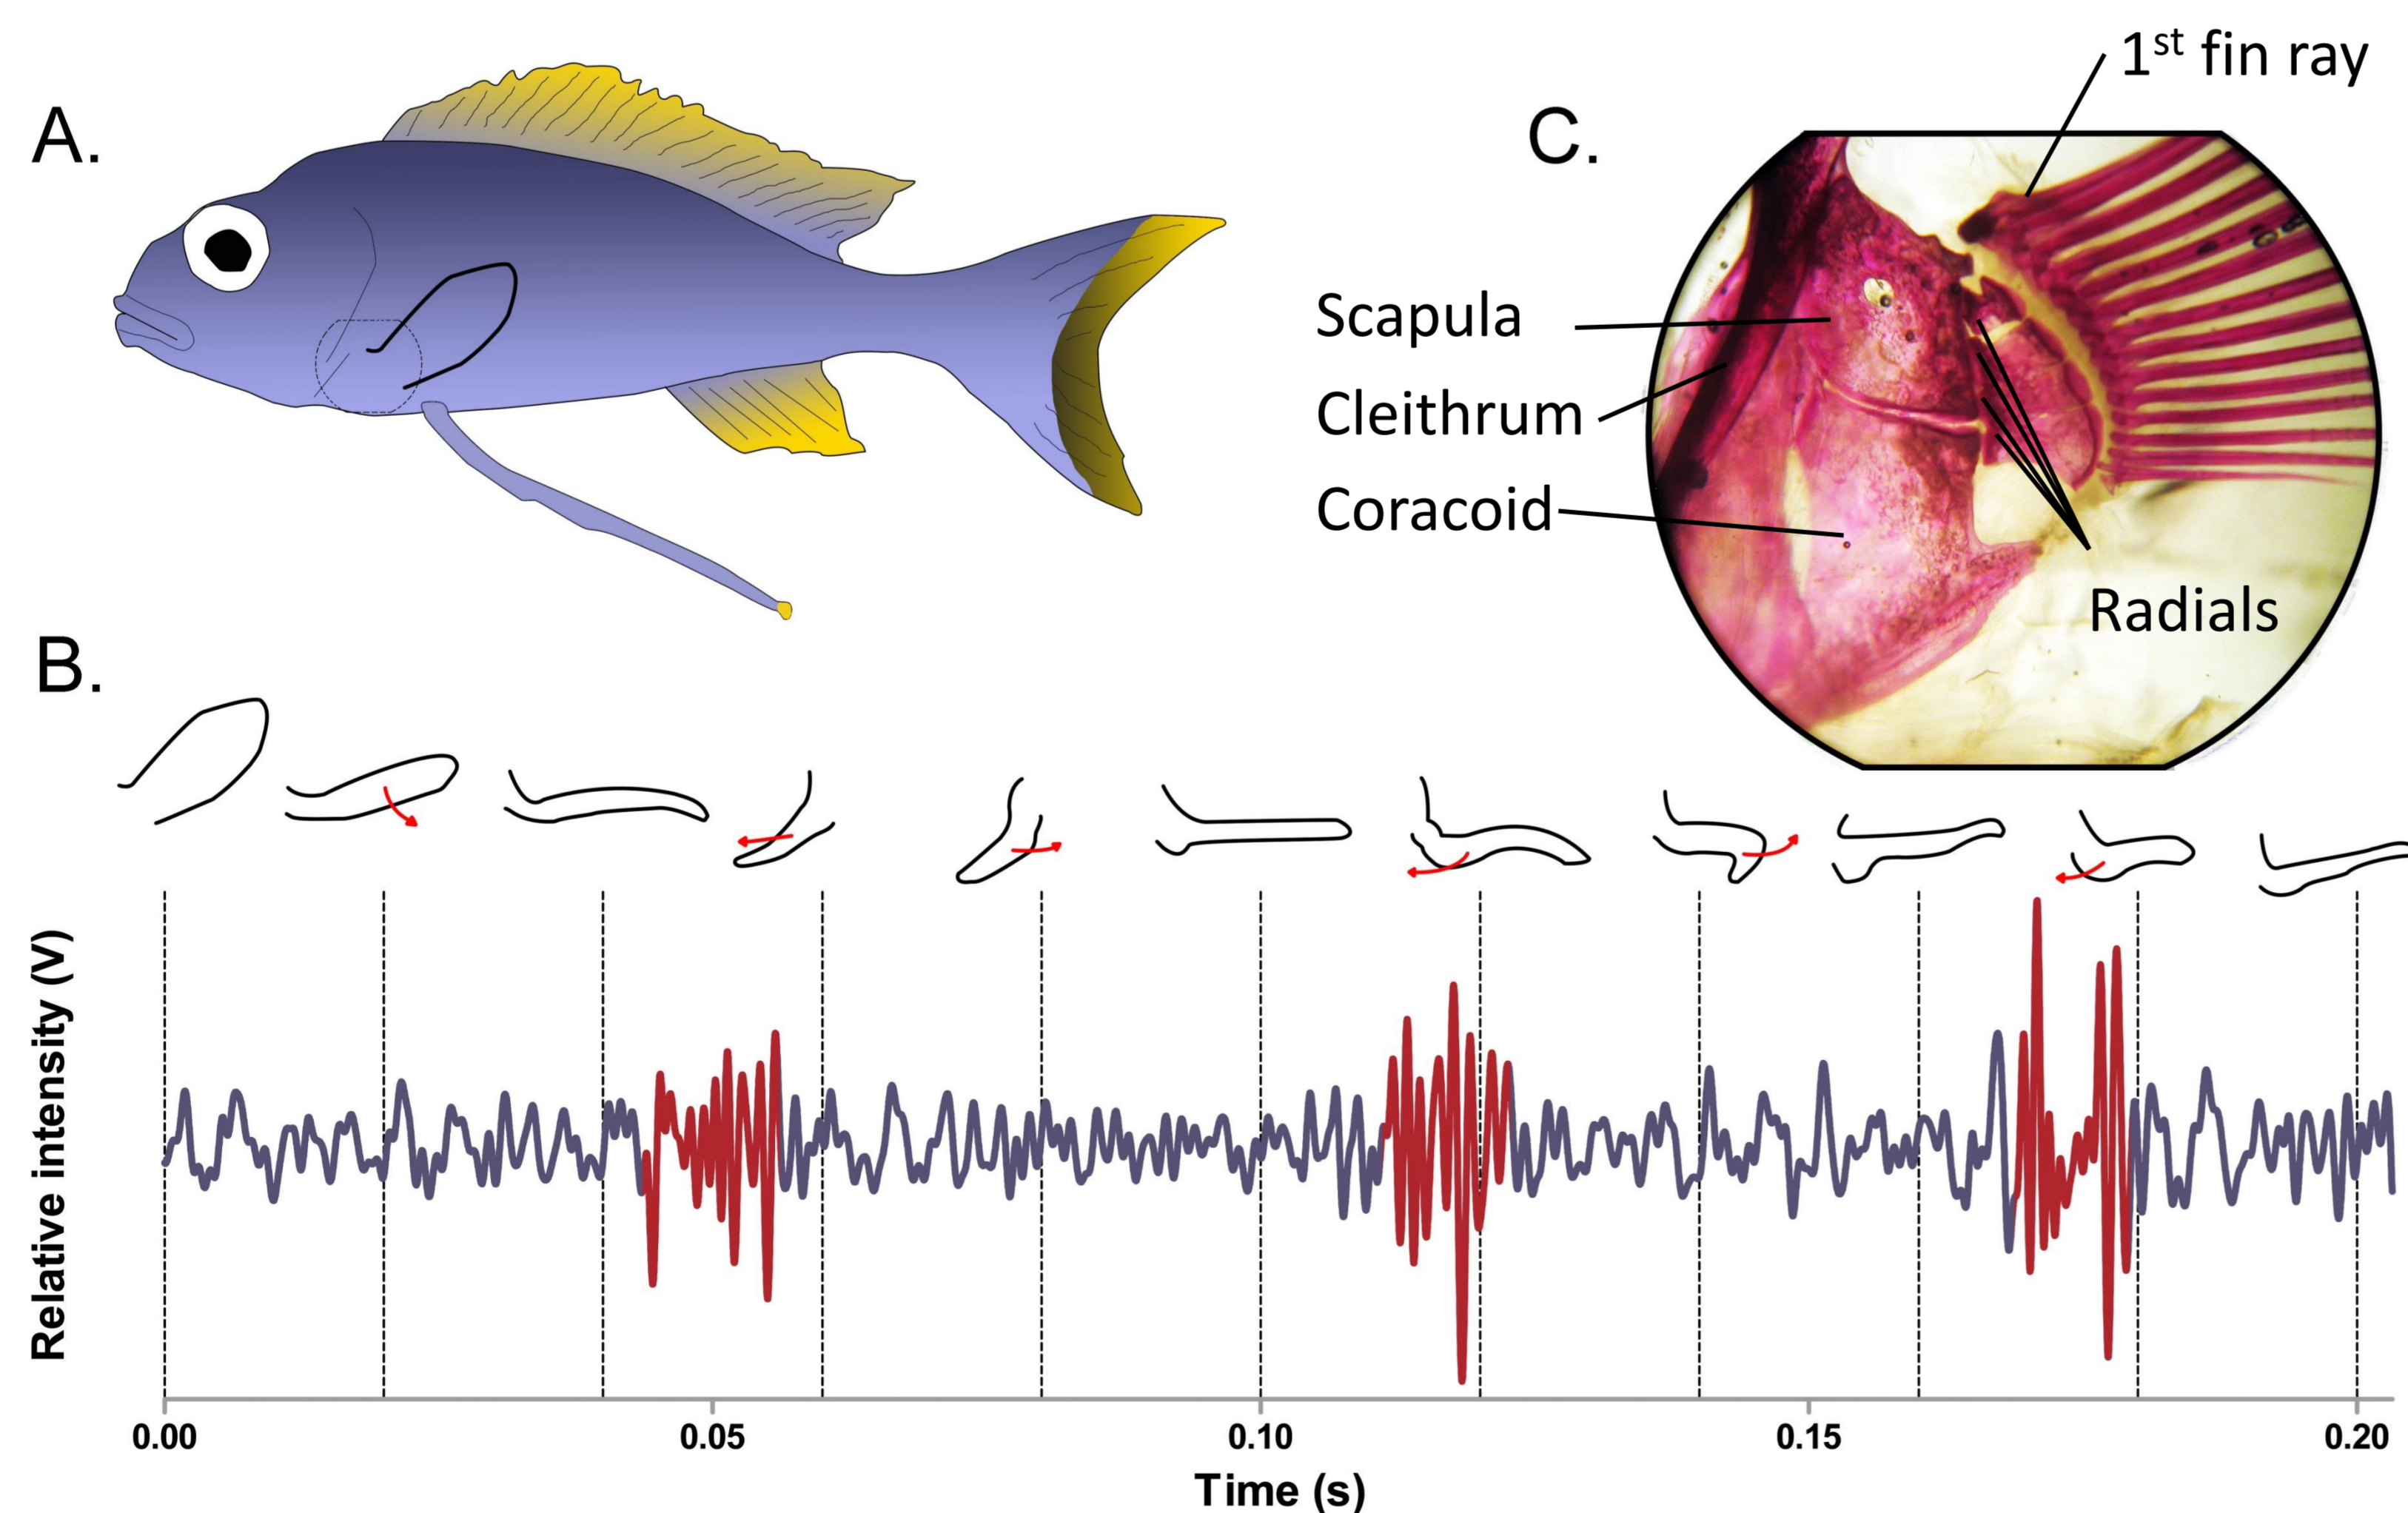 A.
C.
1st fin ray
Scapula
Cleithrum
Coracoid
Radials
B.
Relative intensity (V)
0.00 0.05 0.10 0.15 0.20
Time (s)